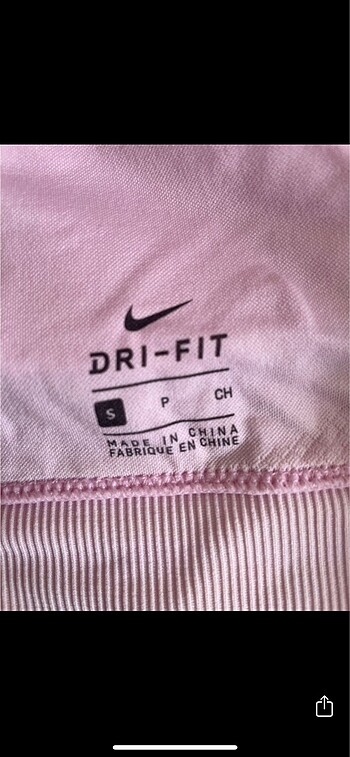 DRI-FIT
S P CH
MADE IN CHINA
FABRIQUE EN CHINE